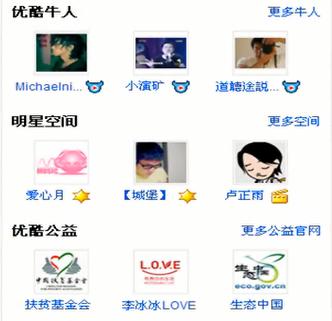 优酷牛人 更多牛人
Michaelni... 小演旷 道聽途説...
明星空间 更多空间
MUSIC
爱心月 【城堡】 卢正雨
优酷公益 更多公益官网
中国扶贫基金会 L.O.V.E 生态中国
eco.gov.cn
扶贫基金会 李冰冰LOVE 生态中国